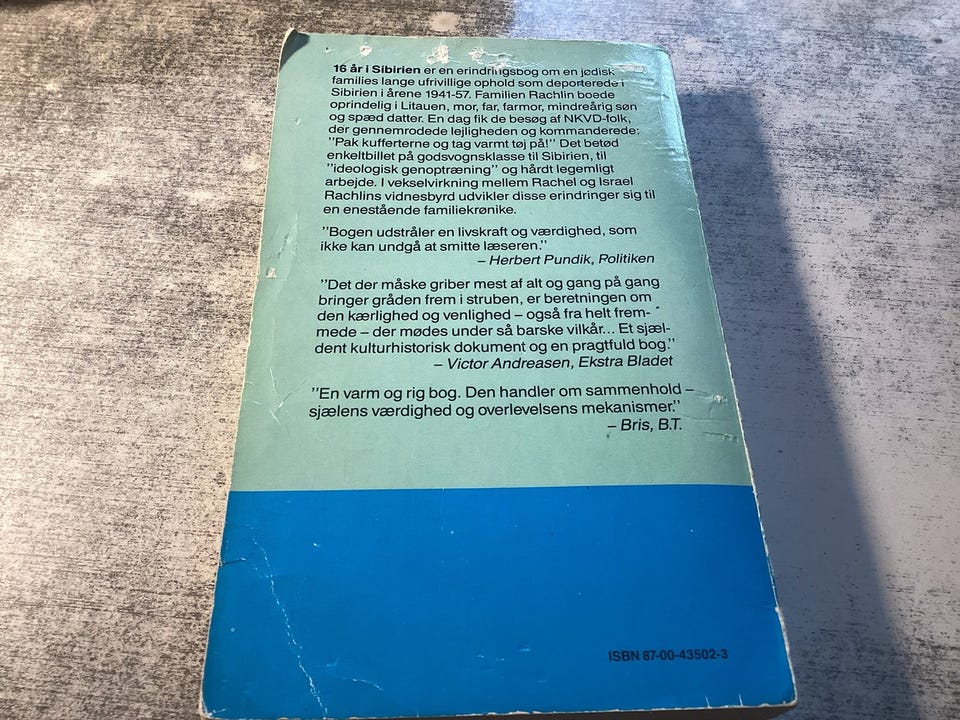 16 år i Sibirien er en erindringsbog om en jødisk
families lange ufrivillige ophold som deporterede i
Sibirien i årene 1941-57. Familien Rachlin boede
oprindelig i Litauen, mor, far, farmor, mindreårig søn
og spæd datter. En dag fik de besøg af NKVD-folk,
der gennemrodede lejligheden og kommanderede:
"Pak kufferterne og tag varmt tøj på!" Det betød
enkeltbillet på godsvognsklasse til Sibirien, til
"ideologisk genoptræning" og hårdt legemligt
arbejde. I vekselvirkning mellem Rachel og Israel
Rachlins vidnesbyrd udvikler disse erindringer sig til
en enestående familiekrønike.
"Bogen udstråler en livskraft og værdighed, som
ikke kan undgå at smitte læseren."
– Herbert Pundik, Politiken
"Det der måske griber mest af alt og gang på gang
bringer gråden frem i struben, er beretningen om
den kærlighed og venlighed – også fra helt frem-
mede – der mødes under så barske vilkår... Et sjæl-
dent kulturhistorisk dokument og en pragtfuld bog."
– Victor Andreasen, Ekstra Bladet
"En varm og rig bog. Den handler om sammenhold –
sjælens værdighed og overlevelsens mekanismer."
– Bris, B.T.
ISBN 87-00-43502-3